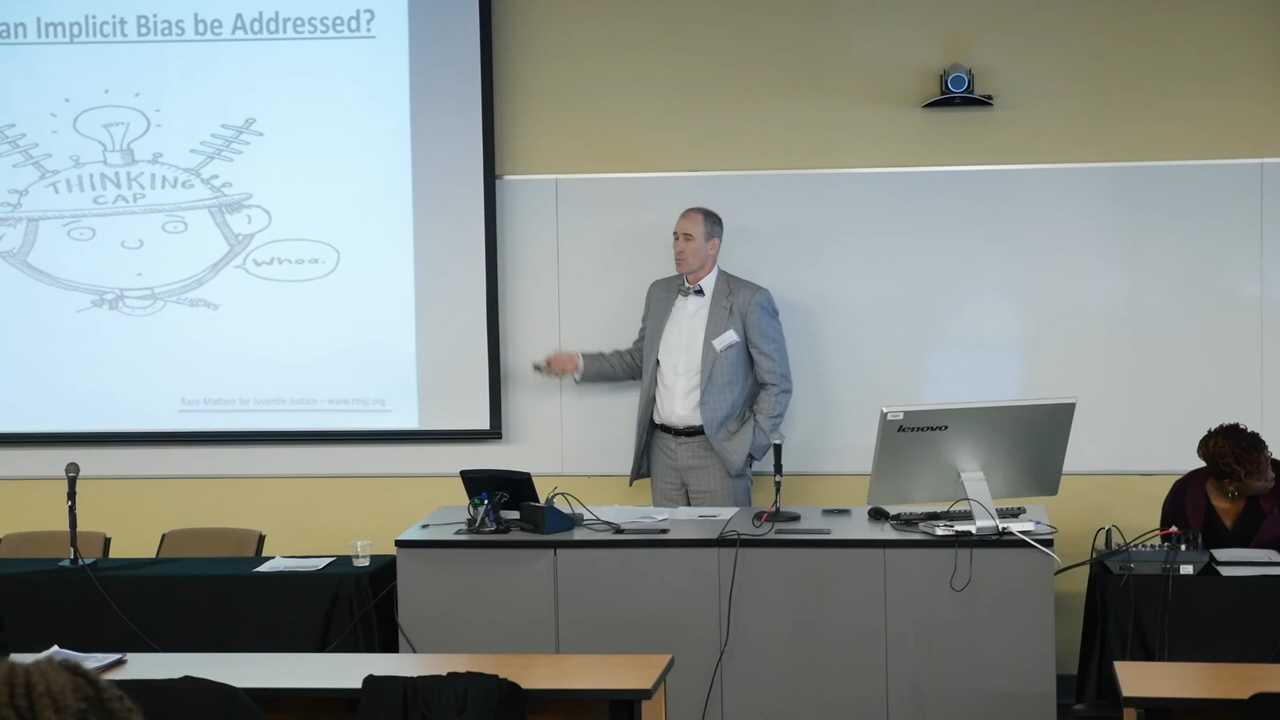 an Implicit Bias be Addressed?
THINKING
CAP
Whoa.
Race Matters for Juvenile Justice – www.rmjj.org
lenovo